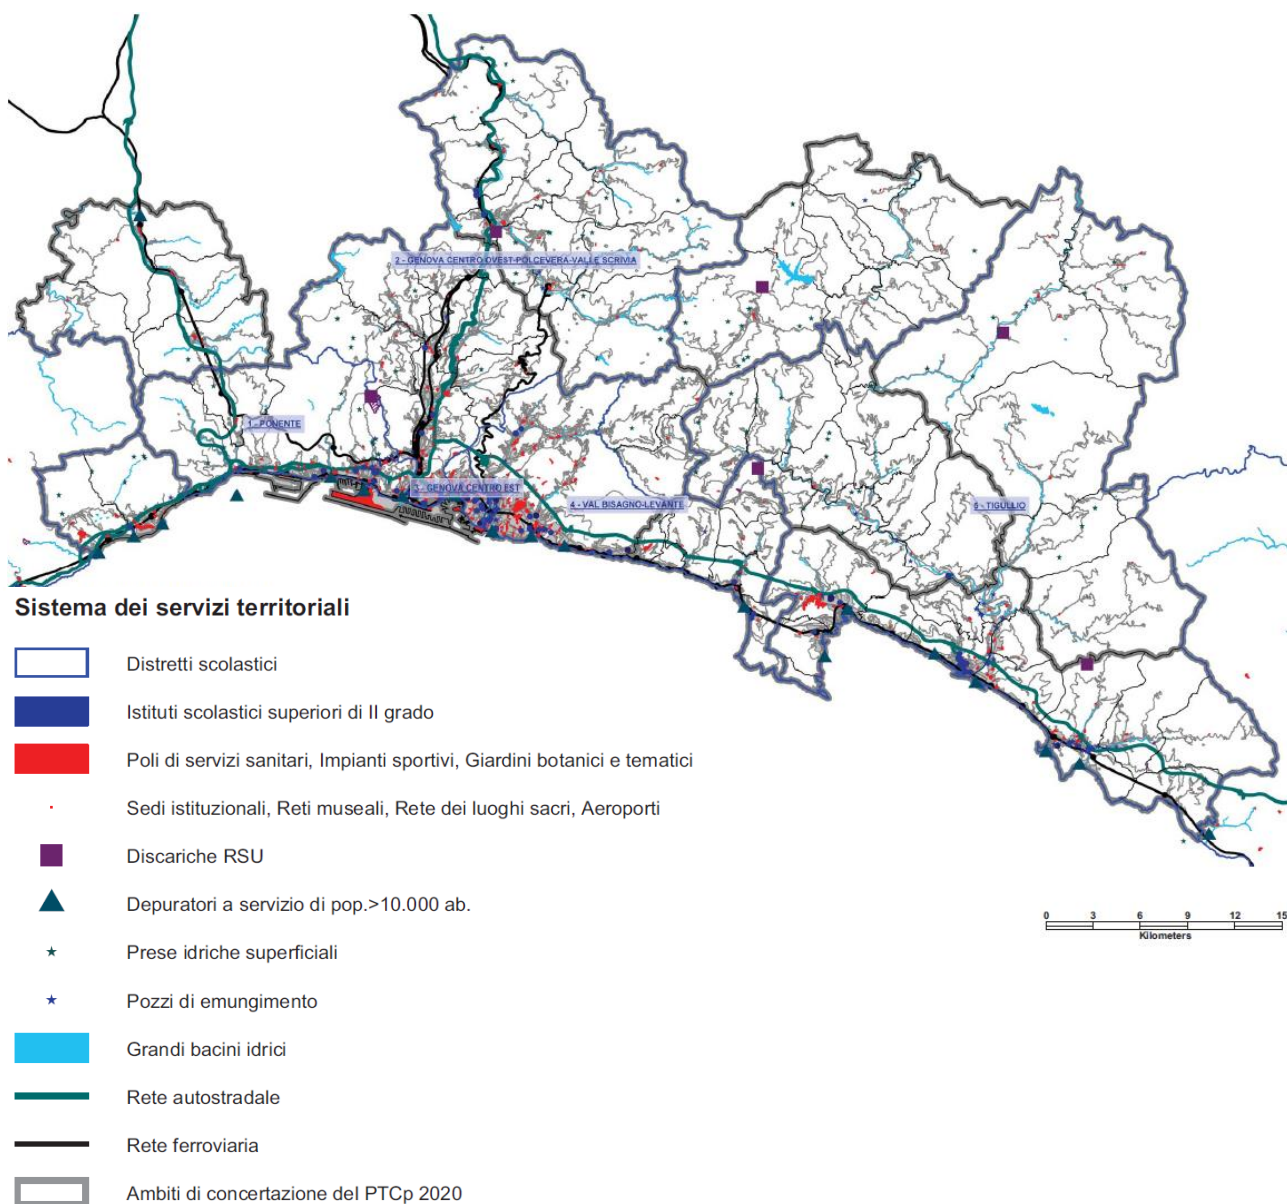 2 - GENOVA CENTRO OVEST-POLCEVERA-VALLE SCRIVIA
1 - PONENTE
3 - GENOVA CENTRO EST
4 - VAL BISAGNO-LEVANTE
5 - TIGULLIO
Sistema dei servizi territoriali
Distretti scolastici
Istituti scolastici superiori di II grado
Poli di servizi sanitari, Impianti sportivi, Giardini botanici e tematici
Sedi istituzionali, Reti museali, Rete dei luoghi sacri, Aeroporti
Discariche RSU
Depuratori a servizio di pop.>10.000 ab.
Prese idriche superficiali
Pozzi di emungimento
Grandi bacini idrici
Rete autostradale
Rete ferroviaria
Ambiti di concertazione del PTCp 2020
0 3 6 9 12 15
Kilometers